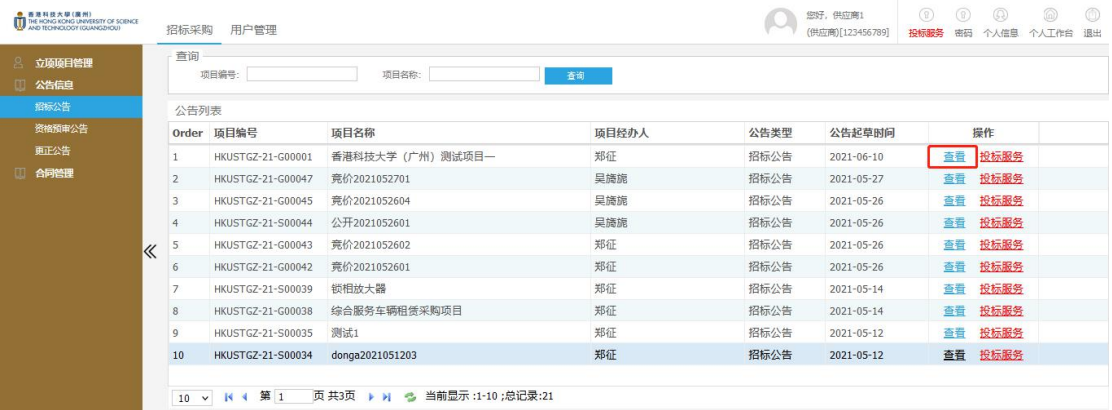 香港科技大學(廣州)
THE HONG KONG UNIVERSITY OF SCIENCE
AND TECHNOLOGY (GUANGZHOU)
招标采购 用户管理
您好, 供应商1
(供应商)[123456789]
投标服务 密码 个人信息 个人工作台 退出
立项项目管理
公告信息
招标公告
资格预审公告
更正公告
合同管理
查询
项目编号: 项目名称: 查询
公告列表
Order 项目编号 项目名称 项目经办人 公告类型 公告起草时间 操作
1 HKUSTGZ-21-G00001 香港科技大学（广州）测试项目一 郑征 招标公告 2021-06-10 查看 投标服务
2 HKUSTGZ-21-G00047 竞价2021052701 吴旖旎 招标公告 2021-05-27 查看 投标服务
3 HKUSTGZ-21-G00045 竞价2021052604 吴旖旎 招标公告 2021-05-26 查看 投标服务
4 HKUSTGZ-21-S00044 公开2021052601 吴旖旎 招标公告 2021-05-26 查看 投标服务
5 HKUSTGZ-21-G00043 竞价2021052602 郑征 招标公告 2021-05-26 查看 投标服务
6 HKUSTGZ-21-G00042 竞价2021052601 郑征 招标公告 2021-05-26 查看 投标服务
7 HKUSTGZ-21-S00039 锁相放大器 郑征 招标公告 2021-05-14 查看 投标服务
8 HKUSTGZ-21-G00038 综合服务车辆租赁采购项目 郑征 招标公告 2021-05-14 查看 投标服务
9 HKUSTGZ-21-S00035 测试1 郑征 招标公告 2021-05-12 查看 投标服务
10 HKUSTGZ-21-S00034 donga2021051203 郑征 招标公告 2021-05-12 查看 投标服务
10 第 1 页 共3页 当前显示 :1-10 ;总记录:21